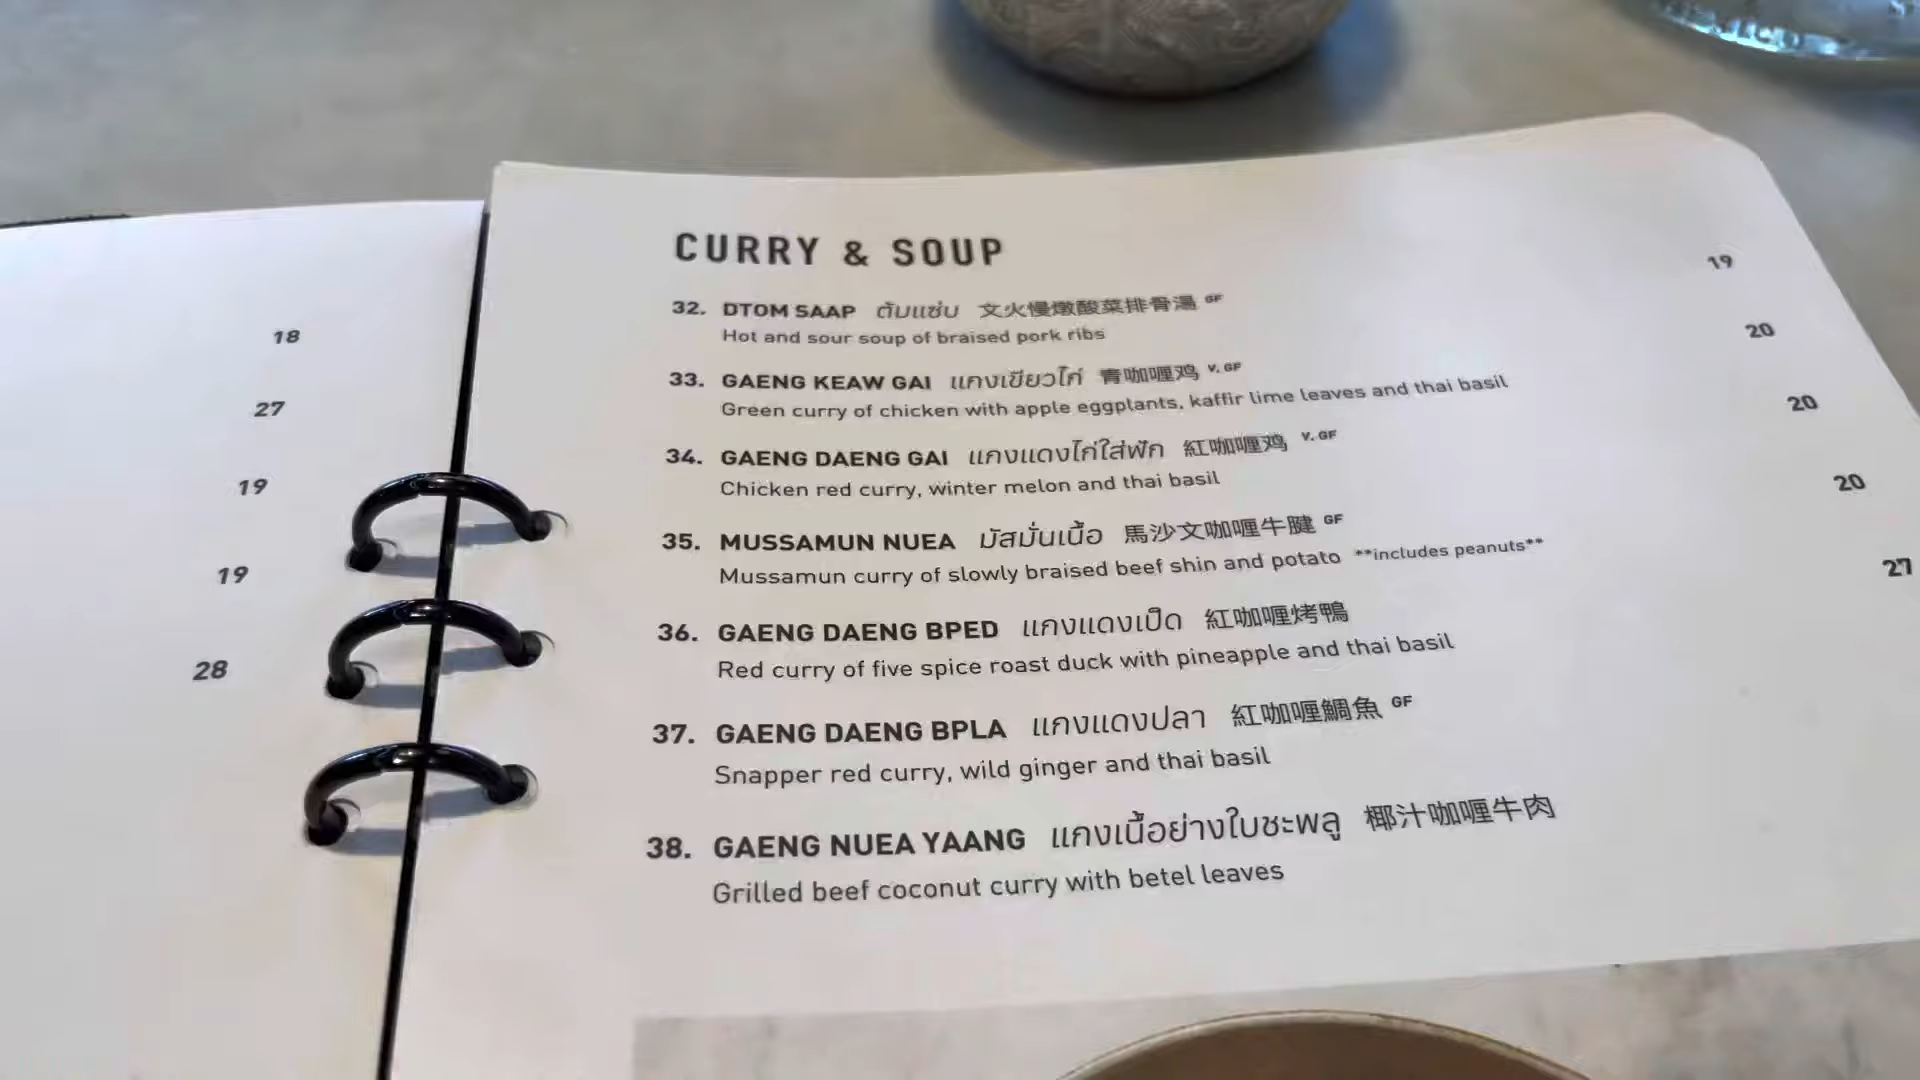 18
27
19
19
28
CURRY & SOUP
32. DTOM SAAP ต้มแซ่บ 文火慢燉酸菜排骨湯 GF 19
Hot and sour soup of braised pork ribs
33. GAENG KEAW GAI แกงเขียวไก่ 青咖喱鸡 V, GF 20
Green curry of chicken with apple eggplants, kaffir lime leaves and thai basil
34. GAENG DAENG GAI แกงแดงไก่ใส่ฟัก 紅咖喱鸡 V, GF 20
Chicken red curry, winter melon and thai basil
35. MUSSAMUN NUEA มัสมั่นเนื้อ 馬沙文咖喱牛腱 GF 20
Mussamun curry of slowly braised beef shin and potato **includes peanuts**
36. GAENG DAENG BPED แกงแดงเป็ด 紅咖喱烤鴨 27
Red curry of five spice roast duck with pineapple and thai basil
37. GAENG DAENG BPLA แกงแดงปลา 紅咖喱鯛魚 GF
Snapper red curry, wild ginger and thai basil
38. GAENG NUEA YAANG แกงเนื้อย่างใบชะพลู 椰汁咖喱牛肉
Grilled beef coconut curry with betel leaves